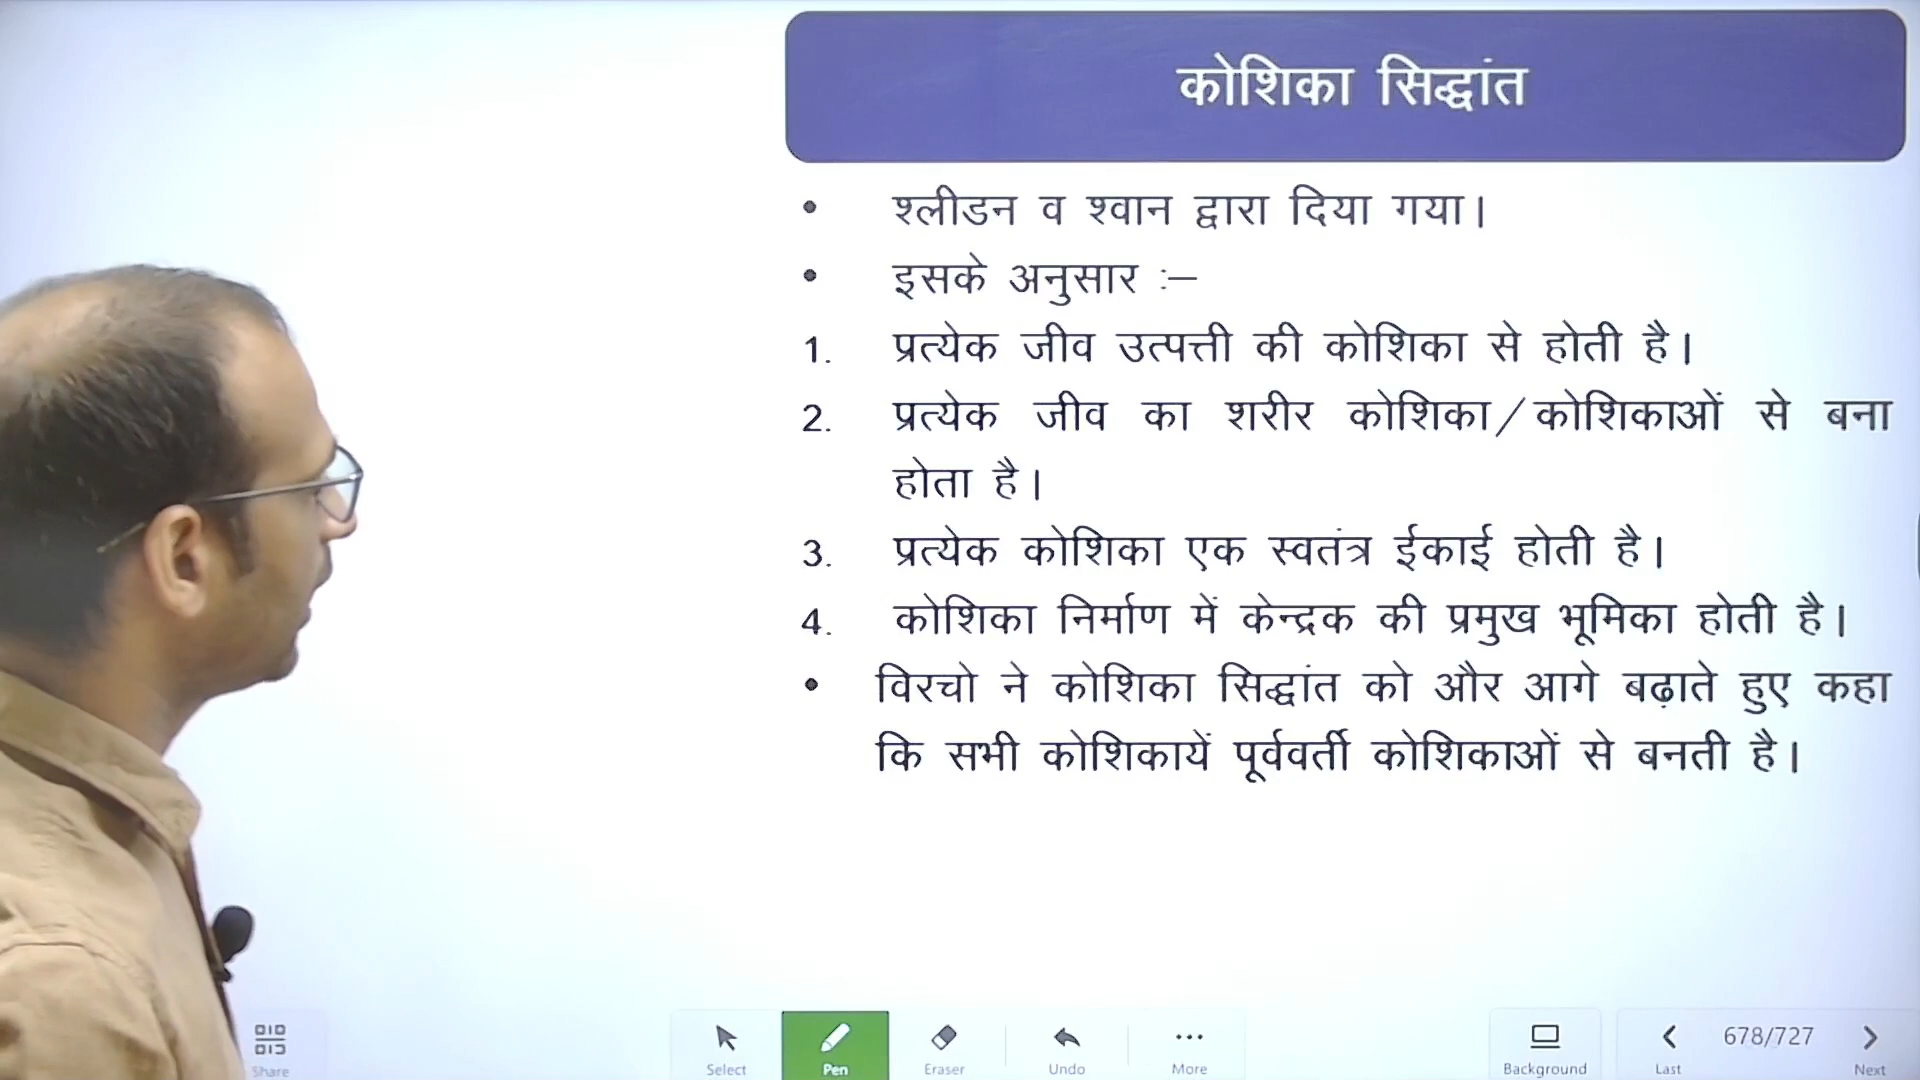 कोशिका सिद्धांत
• श्लीडन व श्वान द्वारा दिया गया।
• इसके अनुसार :–
1. प्रत्येक जीव उत्पत्ती की कोशिका से होती है।
2. प्रत्येक जीव का शरीर कोशिका/कोशिकाओं से बना
होता है।
3. प्रत्येक कोशिका एक स्वतंत्र ईकाई होती है।
4. कोशिका निर्माण में केन्द्रक की प्रमुख भूमिका होती है।
• विरचो ने कोशिका सिद्धांत को और आगे बढ़ाते हुए कहा
कि सभी कोशिकायें पूर्ववर्ती कोशिकाओं से बनती है।
Share Select Pen Eraser Undo More Background Last 678/727 Next